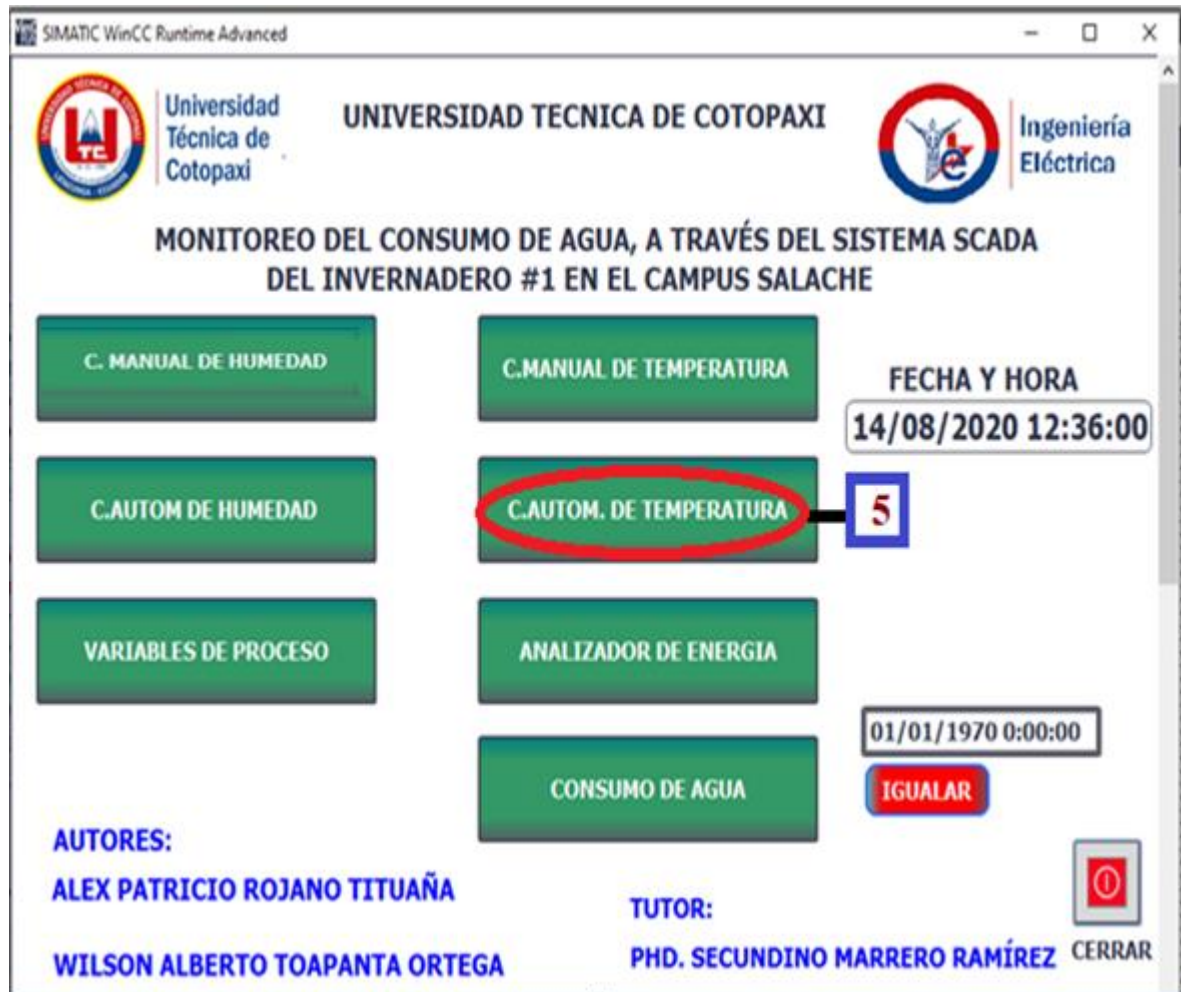 SIMATIC WinCC Runtime Advanced
Universidad
Técnica de
Cotopaxi
UNIVERSIDAD TECNICA DE COTOPAXI
Ingeniería
Eléctrica
MONITOREO DEL CONSUMO DE AGUA, A TRAVÉS DEL SISTEMA SCADA
DEL INVERNADERO #1 EN EL CAMPUS SALACHE
C. MANUAL DE HUMEDAD
C.MANUAL DE TEMPERATURA
FECHA Y HORA
14/08/2020 12:36:00
C.AUTOM DE HUMEDAD
C.AUTOM. DE TEMPERATURA
5
VARIABLES DE PROCESO
ANALIZADOR DE ENERGIA
01/01/1970 0:00:00
CONSUMO DE AGUA
IGUALAR
AUTORES:
ALEX PATRICIO ROJANO TITUAÑA
TUTOR:
WILSON ALBERTO TOAPANTA ORTEGA
PHD. SECUNDINO MARRERO RAMÍREZ
CERRAR